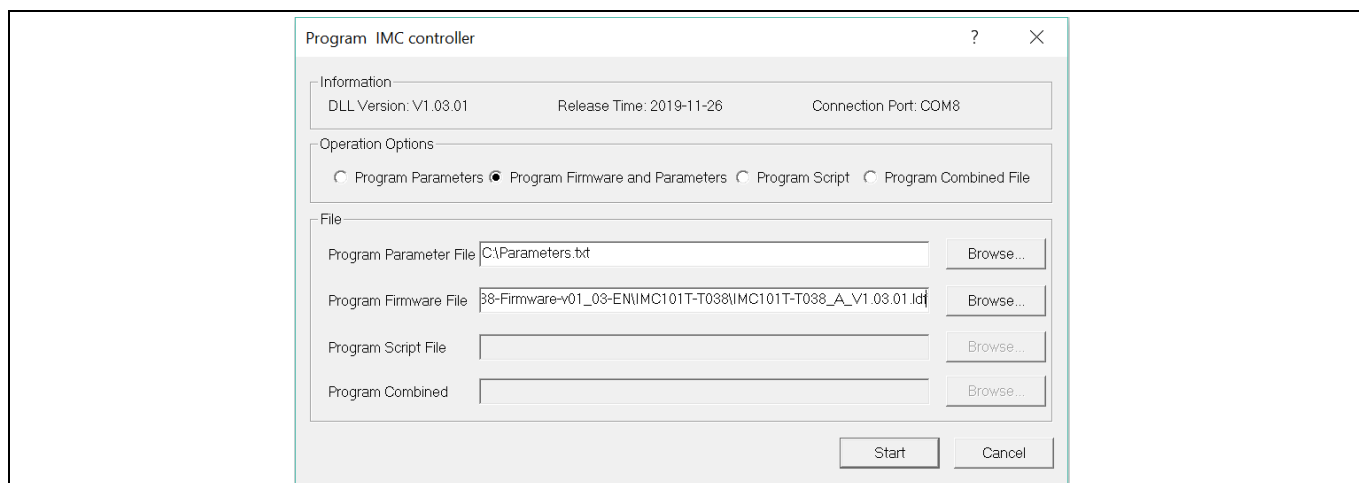 Program IMC controller ? ×
Information
DLL Version: V1.03.01 Release Time: 2019-11-26 Connection Port: COM8
Operation Options
Program Parameters Program Firmware and Parameters Program Script Program Combined File
File
Program Parameter File C:\Parameters.txt Browse...
Program Firmware File 38-Firmware-v01_03-EN\IMC101T-T038\IMC101T-T038_A_V1.03.01.ldf
Browse...
Program Script File Browse...
Program Combined Browse...
Start Cancel